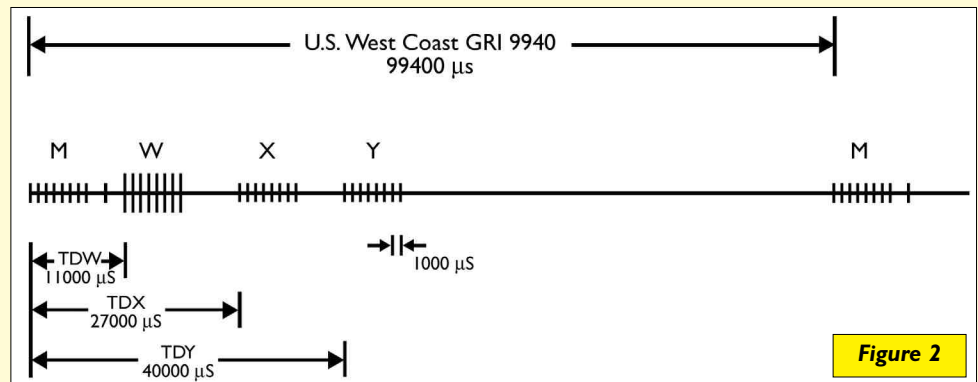 U.S. West Coast GRI 9940
99400 µs
M W X Y M
TDW
11000 µS
1000 µS
TDX
27000 µS
TDY
40000 µS
Figure 2